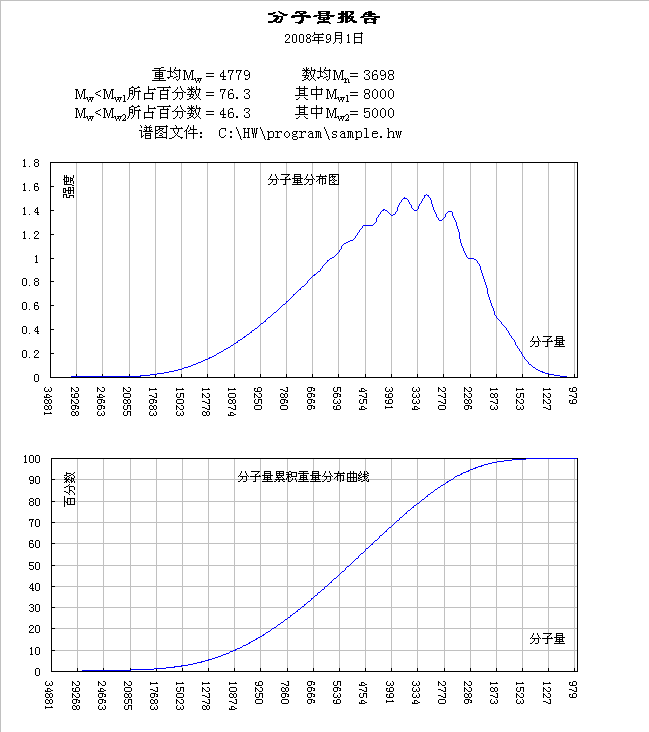 分子量报告
2008年9月1日
重均Mw = 4779 数均Mn= 3698
Mw<Mw1所占百分数 = 76.3 其中Mw1= 8000
Mw<Mw2所占百分数 = 46.3 其中Mw2= 5000
谱图文件: C:\HW\program\sample.hw
分子量分布图
强度
1.8
1.6
1.4
1.2
1
0.8
0.6
0.4
0.2
0
分子量
34881 29268 24663 20855 17683 15023 12778 10874 9250 7860 6666 5639 4754 3991 3334 2770 2286 1873 1523 1227 979
分子量累积重量分布曲线
百分数
100
90
80
70
60
50
40
30
20
10
0
分子量
34881 29268 24663 20855 17683 15023 12778 10874 9250 7860 6666 5639 4754 3991 3334 2770 2286 1873 1523 1227 979